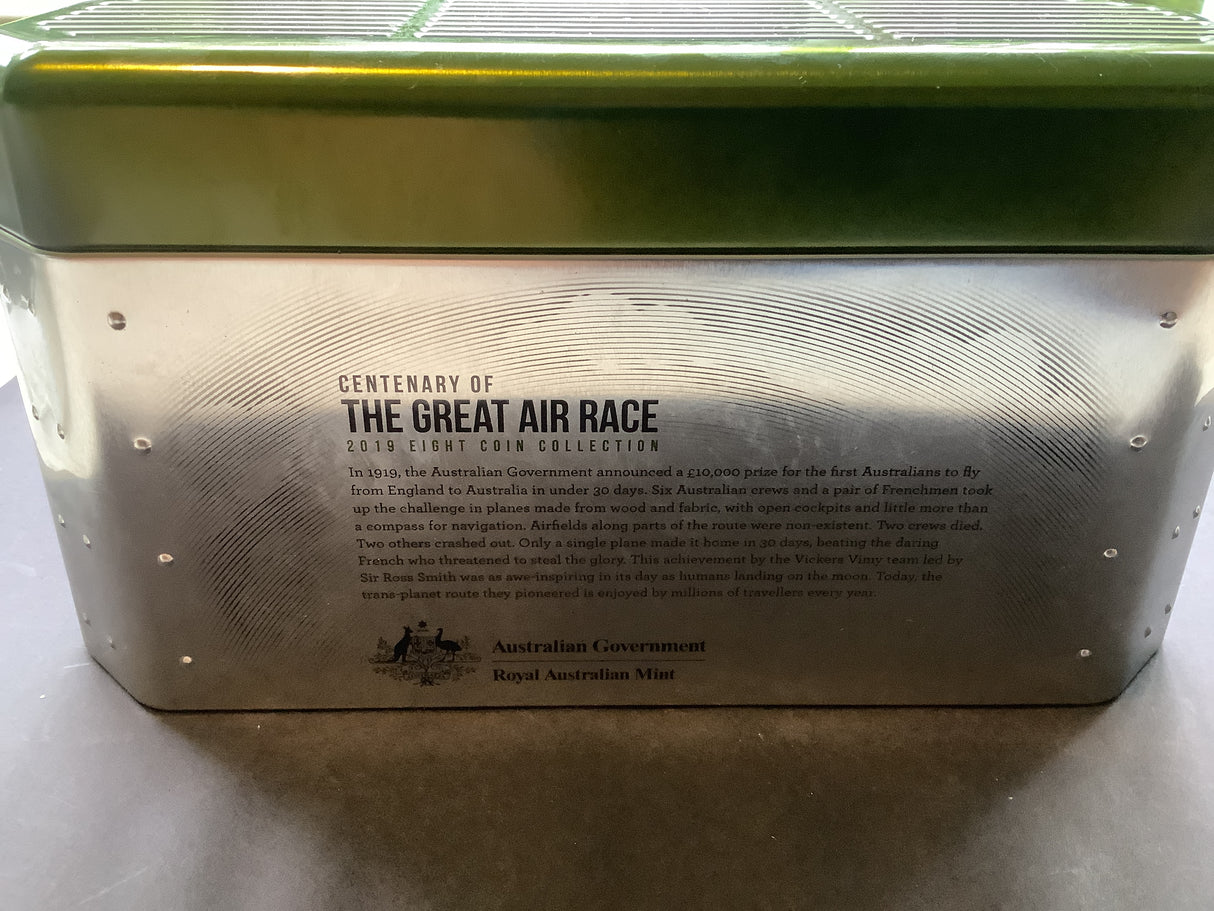 CENTENARY OF
THE GREAT AIR RACE
2019 EIGHT COIN COLLECTION
In 1919, the Australian Government announced a £10,000 prize for the first Australians to fly
from England to Australia in under 30 days. Six Australian crews and a pair of Frenchmen took
up the challenge in planes made from wood and fabric, with open cockpits and little more than
a compass for navigation. Airfields along parts of the route were non-existent. Two crews died.
Two others crashed out. Only a single plane made it home in 30 days, beating the daring
French who threatened to steal the glory. This achievement by the Vickers Vimy team led by
Sir Ross Smith was as awe-inspiring in its day as humans landing on the moon. Today, the
trans-planet route they pioneered is enjoyed by millions of travellers every year.
Australian Government
Royal Australian Mint